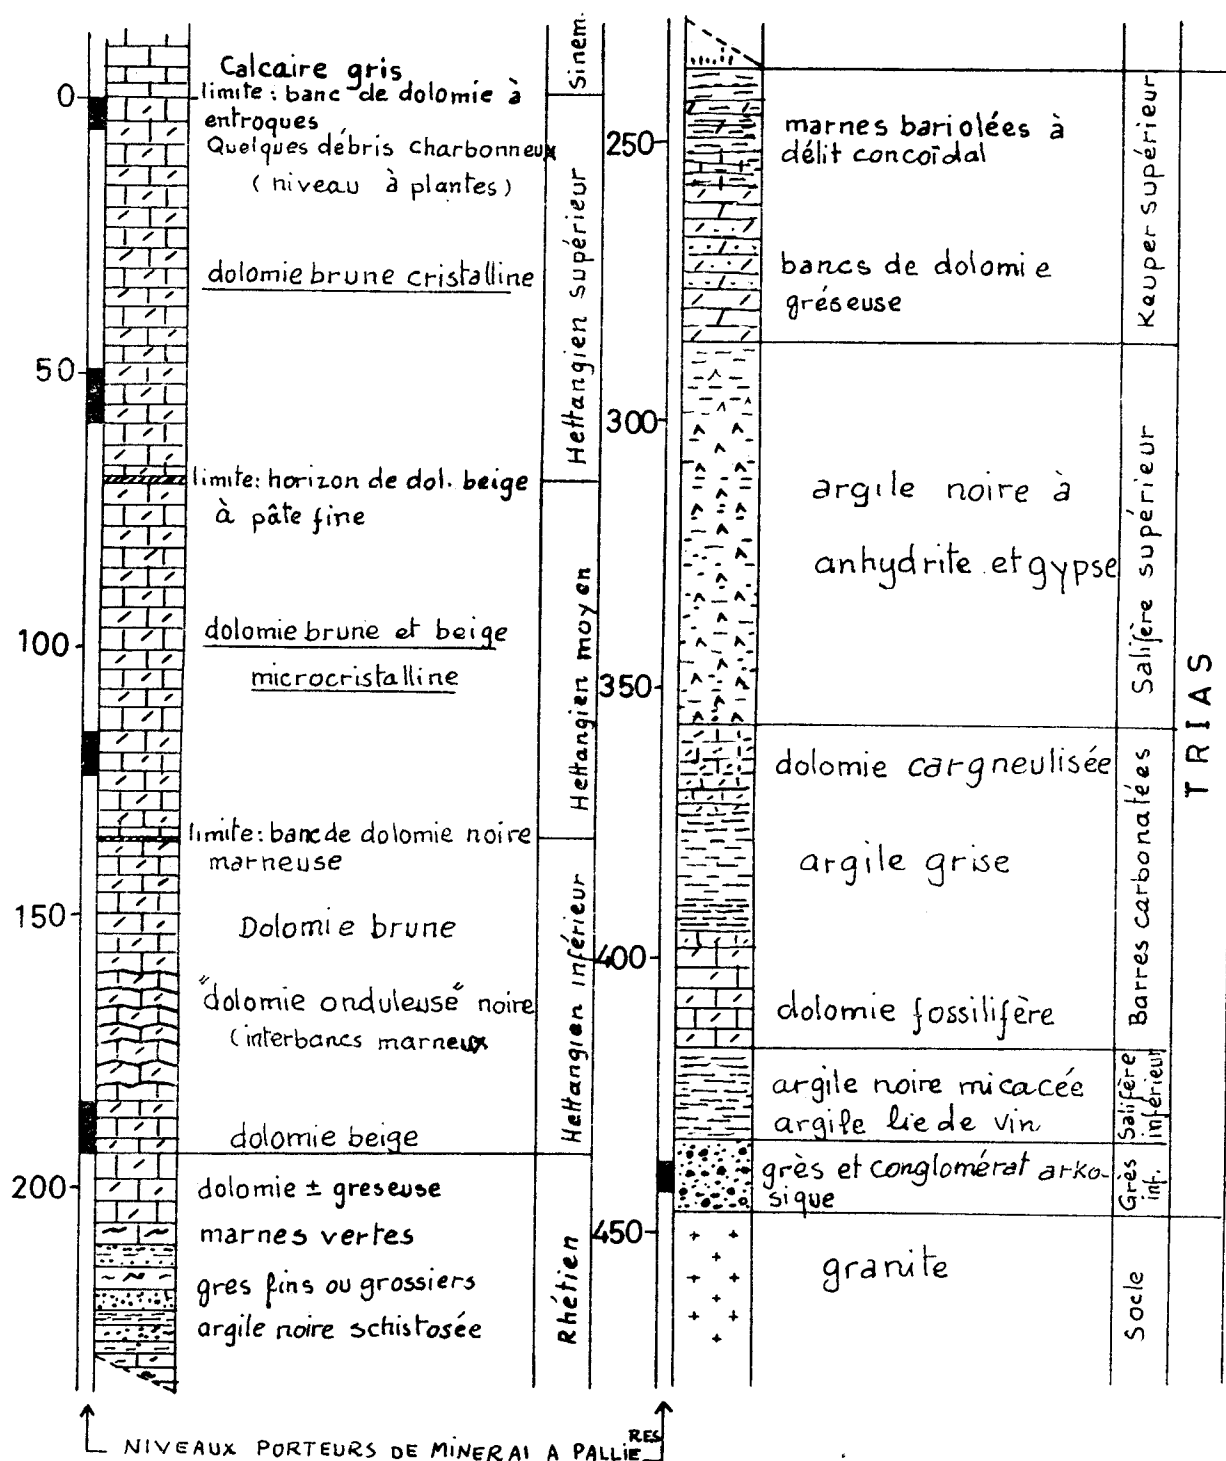 Calcaire gris
limite: banc de dolomie à
entroques
Quelques débris charbonneux
(niveau à plantes)
dolomie brune cristalline
limite: horizon de dol. beige
à pâte fine
dolomie brune et beige
microcristalline
limite: banc de dolomie noire
marneuse
Dolomie brune
"dolomie onduleuse" noire
(interbancs marneux
dolomie beige
dolomie ± greseuse
marnes vertes
gres fins ou grossiers
argile noire schistosée
0
50
100
150
200
Sinem.
Hettangien supérieur
Hettangien moyen
Hettangien inférieur
Rhétien
250
300
350
400
450
marnes bariolées à
délit concoïdal
bancs de dolomie
gréseuse
argile noire à
anhydrite et gypse
dolomie cargneulisée
argile grise
dolomie fossilifère
argile noire micacée
argile lie de vin
grès et conglomérat arko-
sique
granite
Keuper supérieur
Salifère supérieur
Barres carbonatées
Salifère
inférieur
Grès
inf.
Socle
TRIAS
NIVEAUX PORTEURS DE MINERAI A PALLIERES